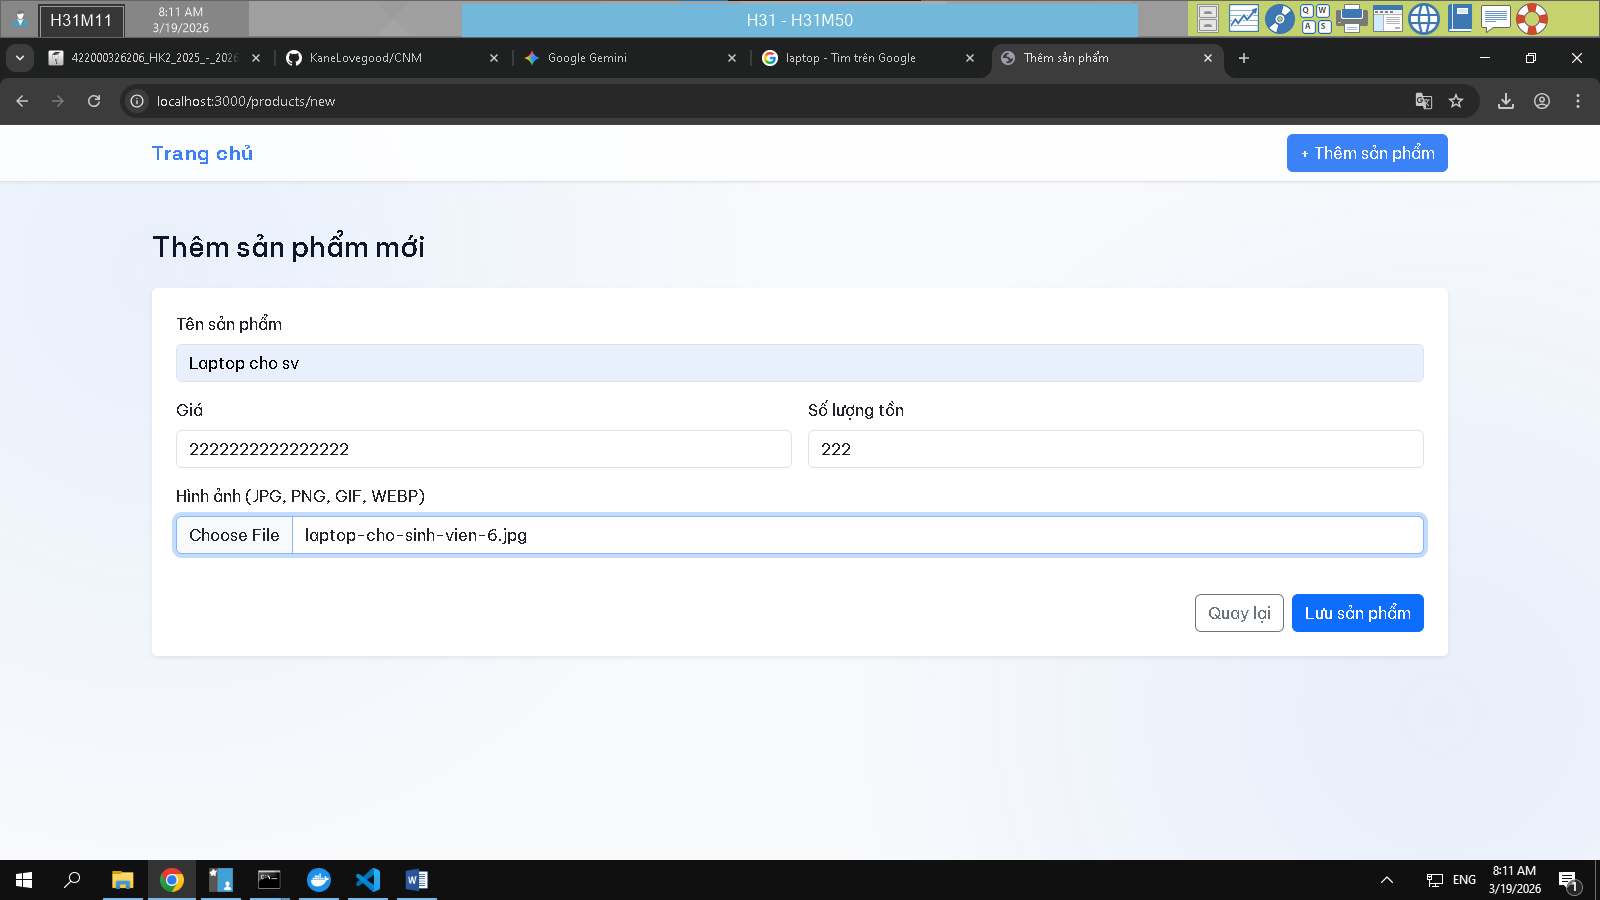 H31M11
8:11 AM
3/19/2026
H31 - H31M50
Q W
A S
422000326206_HK2_2025_-_2026
KaneLovegood/CNM
Google Gemini
laptop - Tìm trên Google
Thêm sản phẩm
localhost:3000/products/new
Trang chủ
+ Thêm sản phẩm
Thêm sản phẩm mới
Tên sản phẩm
Laptop cho sv
Giá
Số lượng tồn
2222222222222222
222
Hình ảnh (JPG, PNG, GIF, WEBP)
Choose File
laptop-cho-sinh-vien-6.jpg
Quay lại
Lưu sản phẩm
ENG
8:11 AM
3/19/2026
1